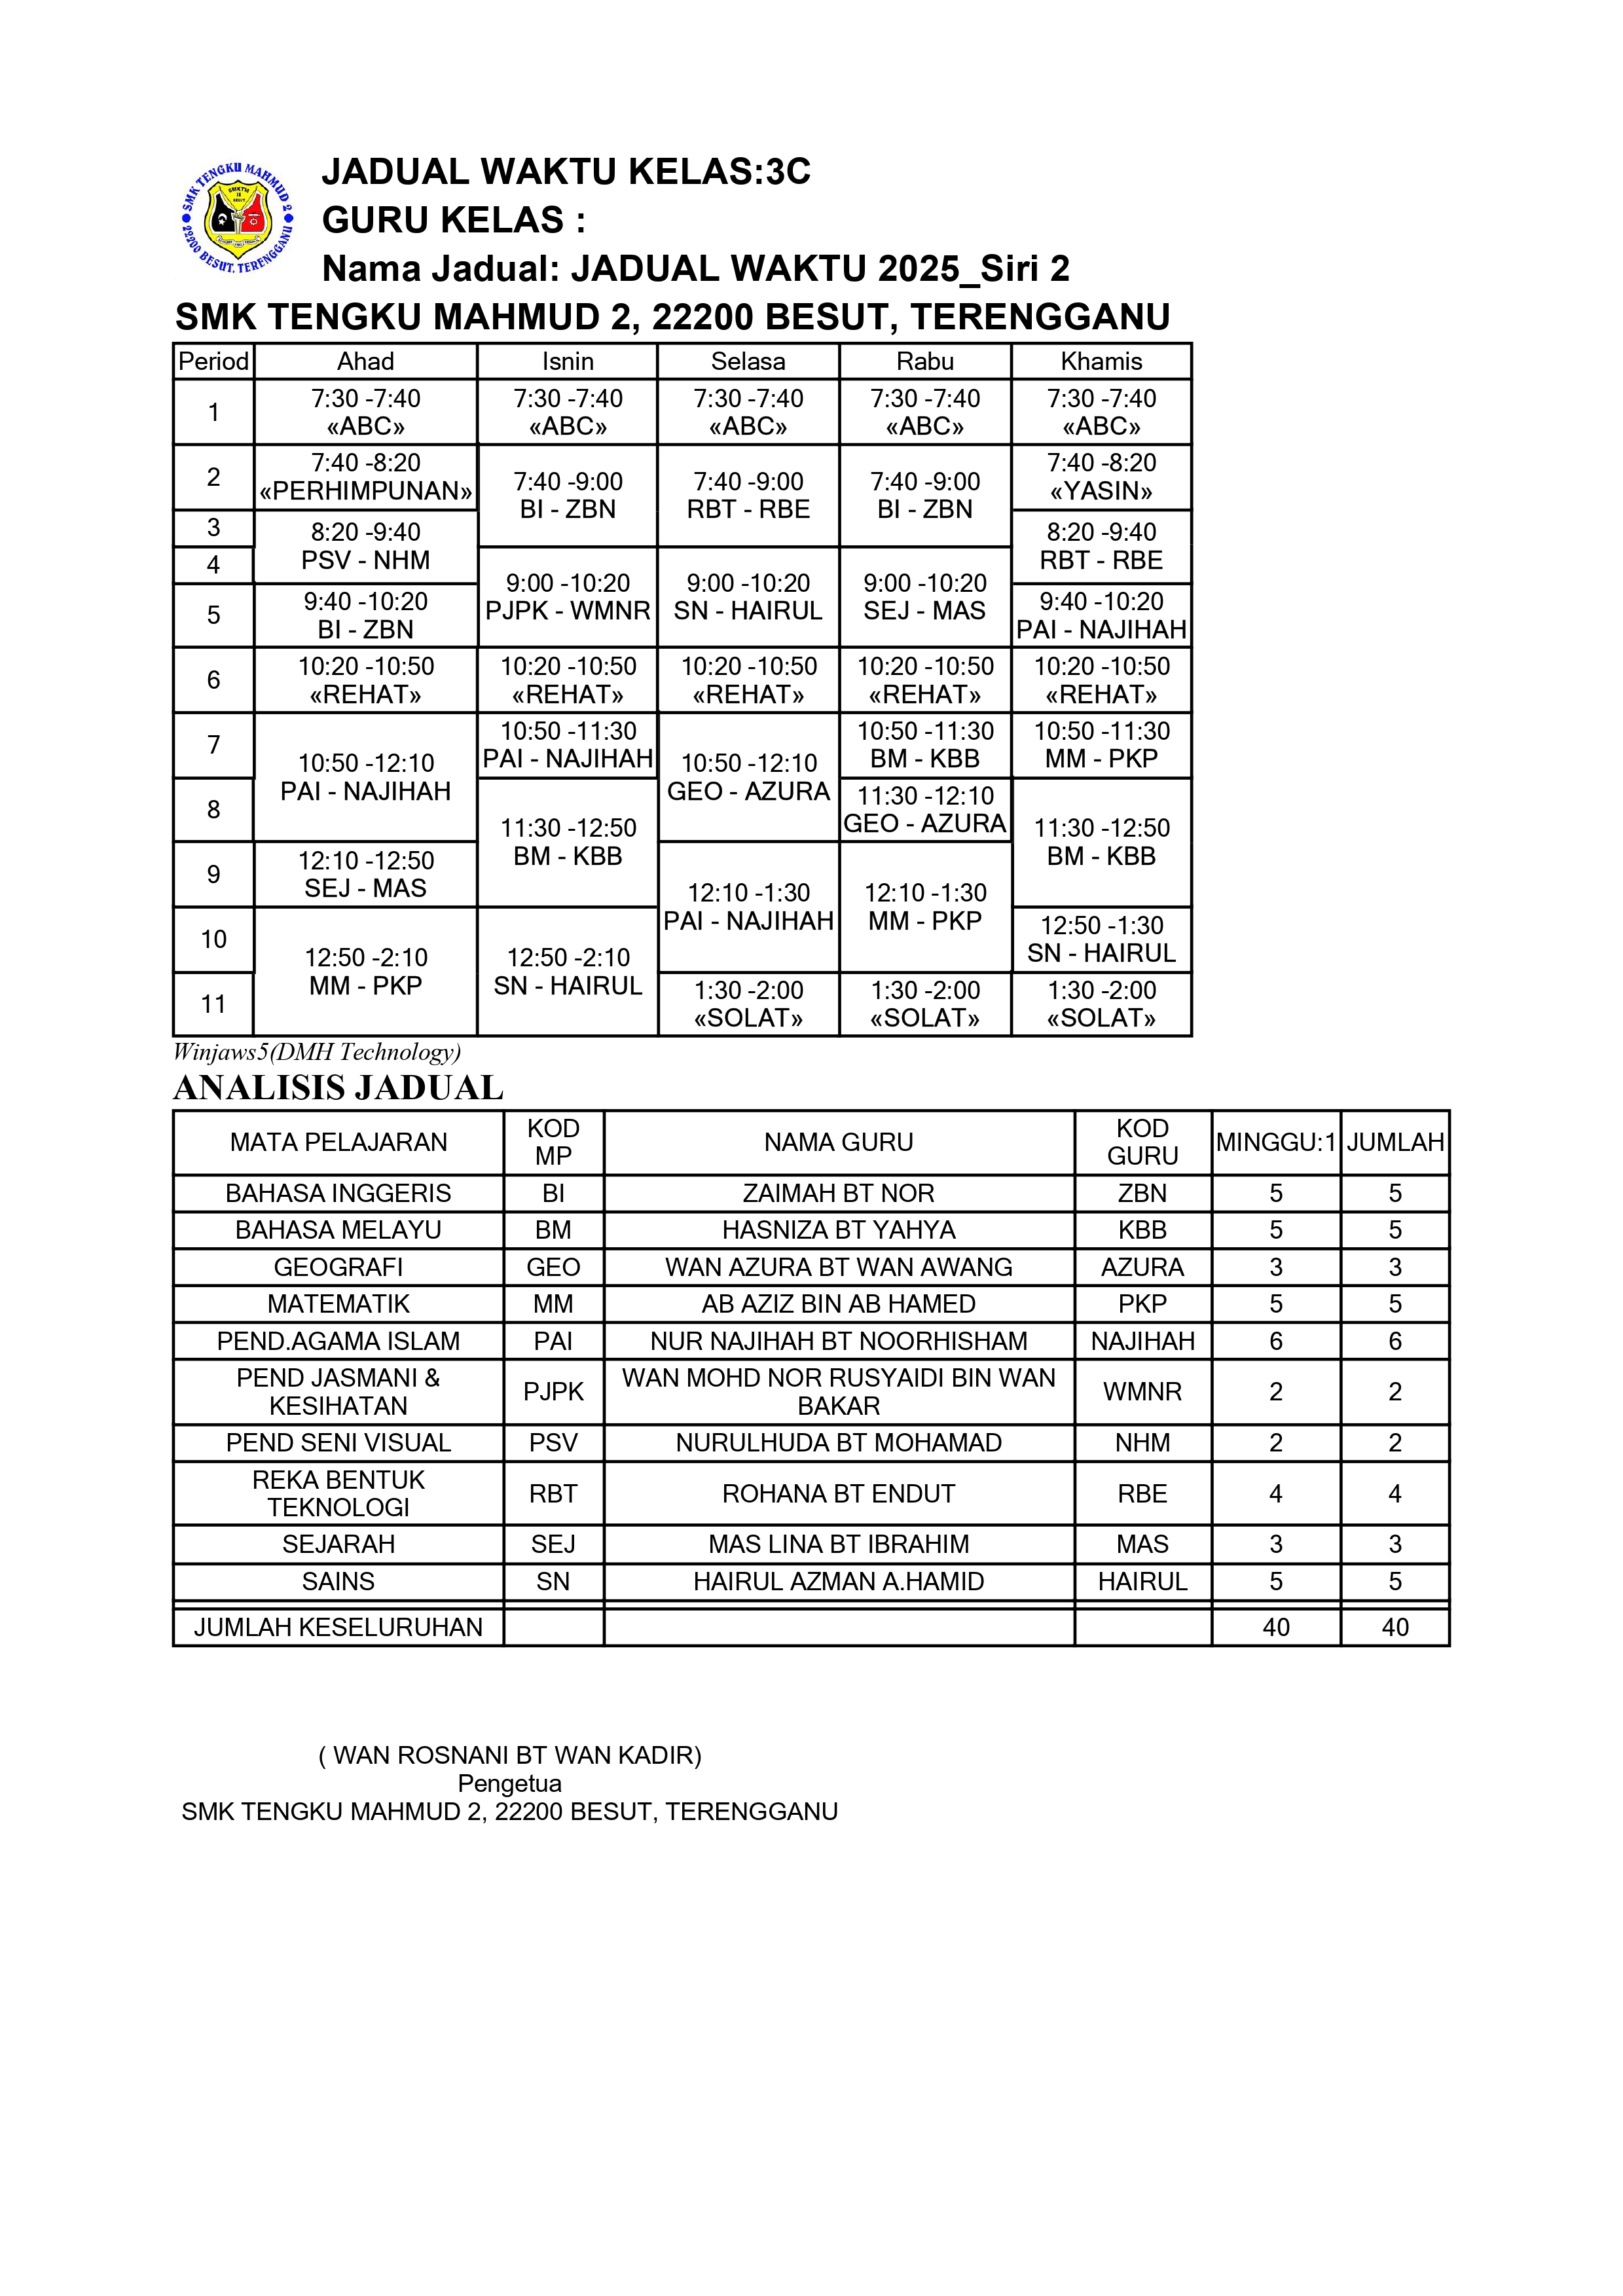 SMK TENGKU MAHMUD 2
22200 BESUT, TERENGGANU
JADUAL WAKTU KELAS:3C
GURU KELAS :
Nama Jadual: JADUAL WAKTU 2025_Siri 2
SMK TENGKU MAHMUD 2, 22200 BESUT, TERENGGANU
Period Ahad Isnin Selasa Rabu Khamis
1
7:30 -7:40
«ABC»
7:30 -7:40
«ABC»
7:30 -7:40
«ABC»
7:30 -7:40
«ABC»
7:30 -7:40
«ABC»
2
7:40 -8:20
«PERHIMPUNAN»
7:40 -9:00
BI - ZBN
7:40 -9:00
RBT - RBE
7:40 -9:00
BI - ZBN
7:40 -8:20
«YASIN»
3
8:20 -9:40
PSV - NHM
8:20 -9:40
RBT - RBE
4
9:00 -10:20
PJPK - WMNR
9:00 -10:20
SN - HAIRUL
9:00 -10:20
SEJ - MAS
5
9:40 -10:20
BI - ZBN
9:40 -10:20
PAI - NAJIHAH
6
10:20 -10:50
«REHAT»
10:20 -10:50
«REHAT»
10:20 -10:50
«REHAT»
10:20 -10:50
«REHAT»
10:20 -10:50
«REHAT»
7
10:50 -12:10
PAI - NAJIHAH
10:50 -11:30
PAI - NAJIHAH
10:50 -12:10
GEO - AZURA
10:50 -11:30
BM - KBB
10:50 -11:30
MM - PKP
8
11:30 -12:50
BM - KBB
11:30 -12:10
GEO - AZURA
11:30 -12:50
BM - KBB
9
12:10 -12:50
SEJ - MAS
12:10 -1:30
PAI - NAJIHAH
12:10 -1:30
MM - PKP
10
12:50 -2:10
MM - PKP
12:50 -2:10
SN - HAIRUL
12:50 -1:30
SN - HAIRUL
11
1:30 -2:00
«SOLAT»
1:30 -2:00
«SOLAT»
1:30 -2:00
«SOLAT»
Winjaws5(DMH Technology)
ANALISIS JADUAL
MATA PELAJARAN KOD MP NAMA GURU KOD GURU MINGGU:1 JUMLAH
BAHASA INGGERIS BI ZAIMAH BT NOR ZBN 5 5
BAHASA MELAYU BM HASNIZA BT YAHYA KBB 5 5
GEOGRAFI GEO WAN AZURA BT WAN AWANG AZURA 3 3
MATEMATIK MM AB AZIZ BIN AB HAMED PKP 5 5
PEND.AGAMA ISLAM PAI NUR NAJIHAH BT NOORHISHAM NAJIHAH 6 6
PEND JASMANI & KESIHATAN PJPK WAN MOHD NOR RUSYAIDI BIN WAN BAKAR WMNR 2 2
PEND SENI VISUAL PSV NURULHUDA BT MOHAMAD NHM 2 2
REKA BENTUK TEKNOLOGI RBT ROHANA BT ENDUT RBE 4 4
SEJARAH SEJ MAS LINA BT IBRAHIM MAS 3 3
SAINS SN HAIRUL AZMAN A.HAMID HAIRUL 5 5
JUMLAH KESELURUHAN 40 40
( WAN ROSNANI BT WAN KADIR)
Pengetua
SMK TENGKU MAHMUD 2, 22200 BESUT, TERENGGANU